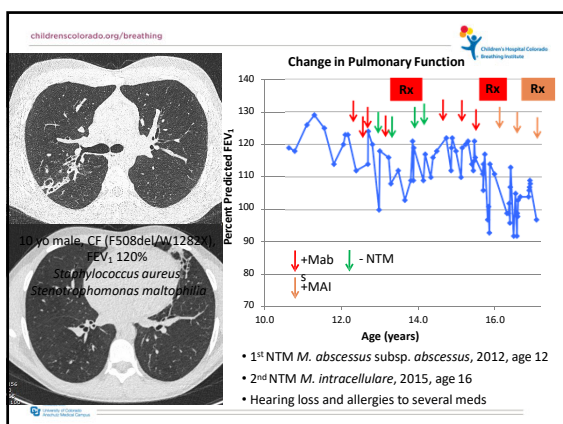 childrenscolorado.org/breathing
Children's Hospital Colorado
Breathing Institute
10 yo male, CF (F508del/W1282X),
FEV1 120%
Staphylococcus aureus
Stenotrophomonas maltophilia
Change in Pulmonary Function
Rx Rx Rx
Percent Predicted FEV1
140
130
120
110
100
90
80
70
+Mab
s
- NTM
+MAI
10.0 12.0 14.0 16.0
Age (years)
• 1st NTM M. abscessus subsp. abscessus, 2012, age 12
• 2nd NTM M. intracellulare, 2015, age 16
• Hearing loss and allergies to several meds
University of Colorado
Anschutz Medical Campus